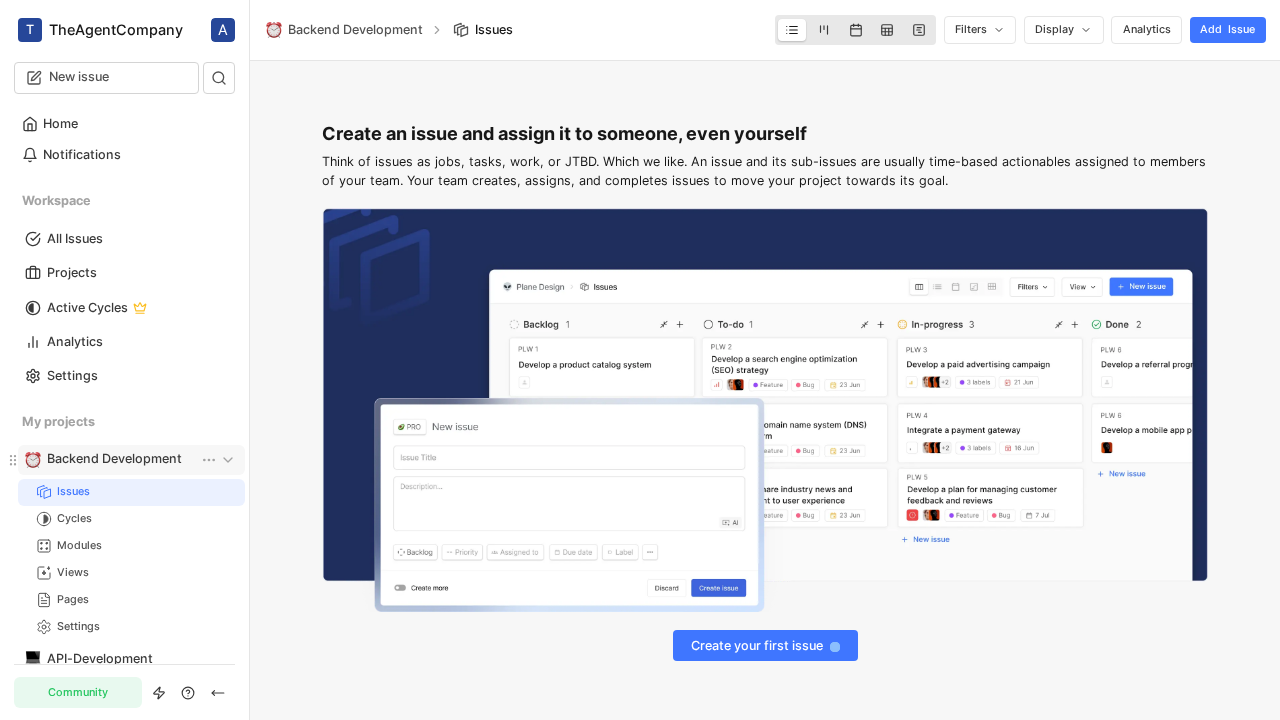 T
TheAgentCompany
A
New issue
Home
Notifications
Workspace
All Issues
Projects
Active Cycles
Analytics
Settings
My projects
Backend Development
Issues
Cycles
Modules
Views
Pages
Settings
API-Development
Community
Backend Development
Issues
Filters
Display
Analytics
Add Issue
Create an issue and assign it to someone, even yourself
Think of issues as jobs, tasks, work, or JTBD. Which we like. An issue and its sub-issues are usually time-based actionables assigned to members
of your team. Your team creates, assigns, and completes issues to move your project towards its goal.
Plane Design
Issues
Filters
View
New issue
Backlog 1
To-do 1
In-progress 3
Done 2
PLW 1
Develop a product catalog system
PLW 2
Develop a search engine optimization
(SEO) strategy
Feature
Bug
23 Jun
PLW 3
Develop a paid advertising campaign
+2
3 labels
21 Jun
PLW 6
Develop a referral progr
omain name system (DNS)
rm
Feature
Bug
23 Jun
PLW 4
Integrate a payment gateway
+2
3 labels
16 Jun
PLW 6
Develop a mobile app p
New issue
hare industry news and
nt to user experience
Feature
Bug
23 Jun
PLW 5
Develop a plan for managing customer
feedback and reviews
Feature
Bug
7 Jul
New issue
PRO
New issue
Issue Title
Description...
AI
Backlog
Priority
Assigned to
Due date
Label
Create more
Discard
Create issue
Create your first issue